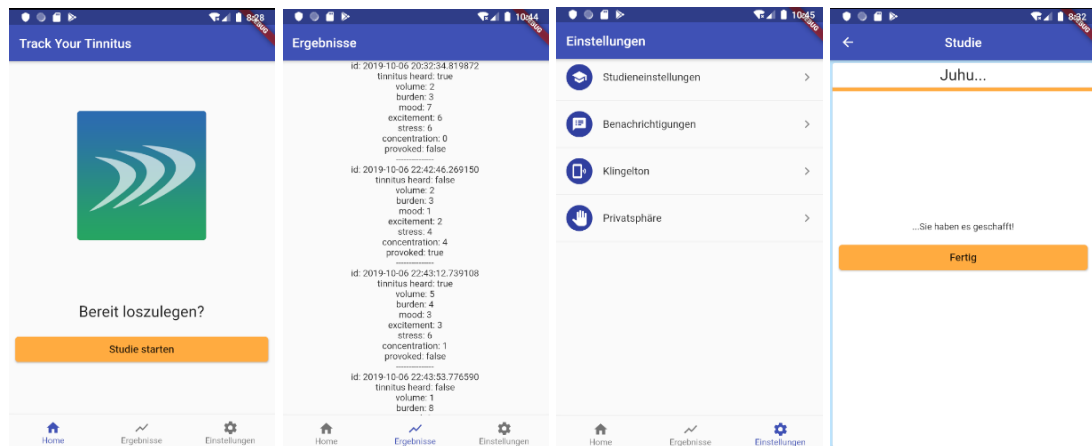 8:28
Track Your Tinnitus
Bereit loszulegen?
Studie starten
Home
Ergebnisse
Einstellungen
10:44
Ergebnisse
id: 2019-10-06 20:32:34.819872
tinnitus heard: true
volume: 2
burden: 3
mood: 7
excitement: 6
stress: 6
concentration: 0
provoked: false
--------------
id: 2019-10-06 22:42:46.269150
tinnitus heard: false
volume: 2
burden: 3
mood: 1
excitement: 2
stress: 4
concentration: 4
provoked: true
--------------
id: 2019-10-06 22:43:12.739108
tinnitus heard: true
volume: 5
burden: 4
mood: 3
excitement: 3
stress: 6
concentration: 1
provoked: false
--------------
id: 2019-10-06 22:43:53.776590
tinnitus heard: false
volume: 1
burden: 8
Home
Ergebnisse
Einstellungen
10:45
Einstellungen
Studieneinstellungen
Benachrichtigungen
Klingelton
Privatsphäre
Home
Ergebnisse
Einstellungen
8:32
Studie
Juhu...
...Sie haben es geschafft!
Fertig